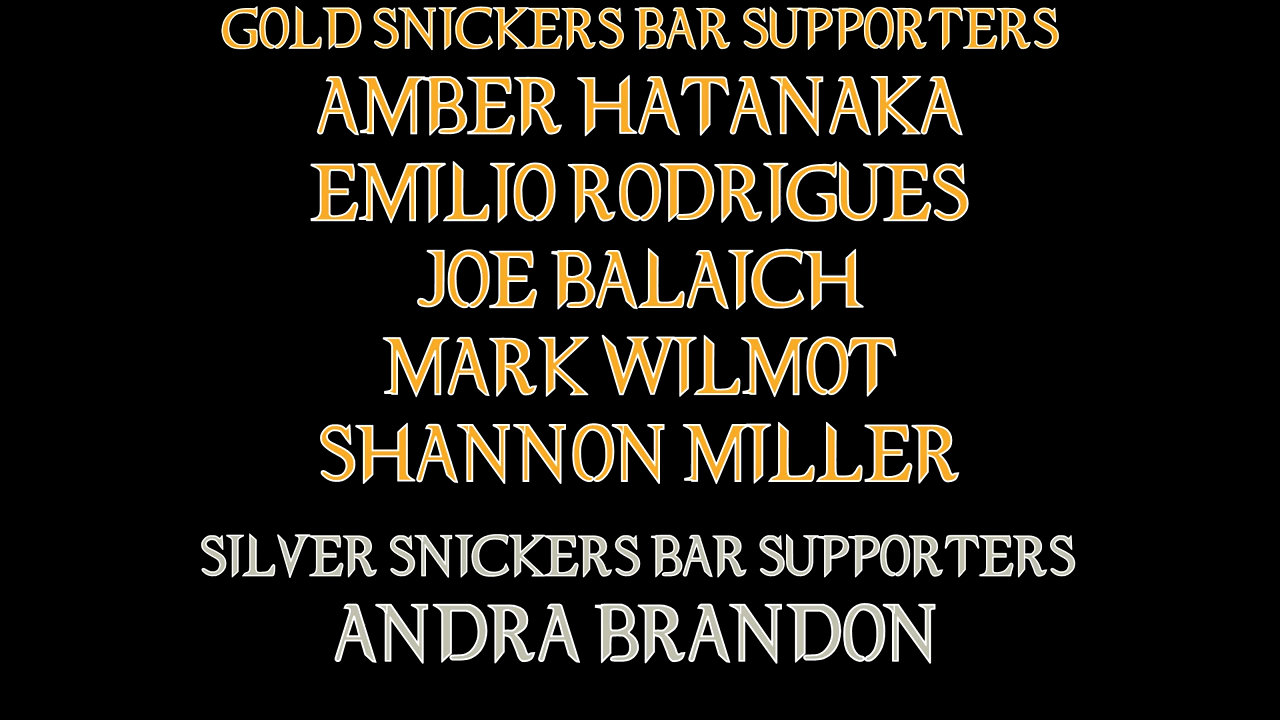 GOLD SNICKERS BAR SUPPORTERS
AMBER HATANAKA
EMILIO RODRIGUES
JOE BALAICH
MARK WILMOT
SHANNON MILLER
SILVER SNICKERS BAR SUPPORTERS
ANDRA BRANDON